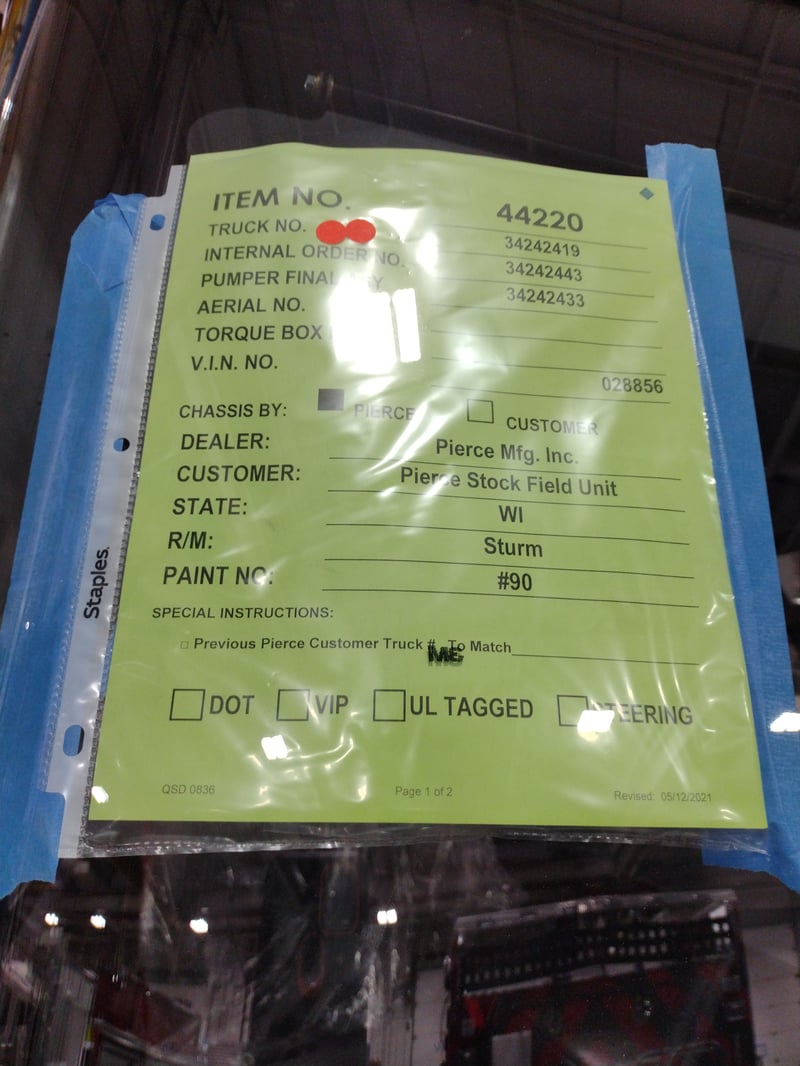 ITEM NO. 44220
TRUCK NO. 34242419
INTERNAL ORDER NO. 34242443
PUMPER FINAL 34242433
AERIAL NO.
TORQUE BOX
V.I.N. NO. 028856
CHASSIS BY: PIERCE CUSTOMER
DEALER: Pierce Mfg. Inc.
CUSTOMER: Pierce Stock Field Unit
STATE: WI
R/M: Sturm
PAINT NO: #90
SPECIAL INSTRUCTIONS:
Previous Pierce Customer Truck # To Match
DOT VIP UL TAGGED STEERING
QSD 0836 Page 1 of 2 Revised: 05/12/2021
Staples.